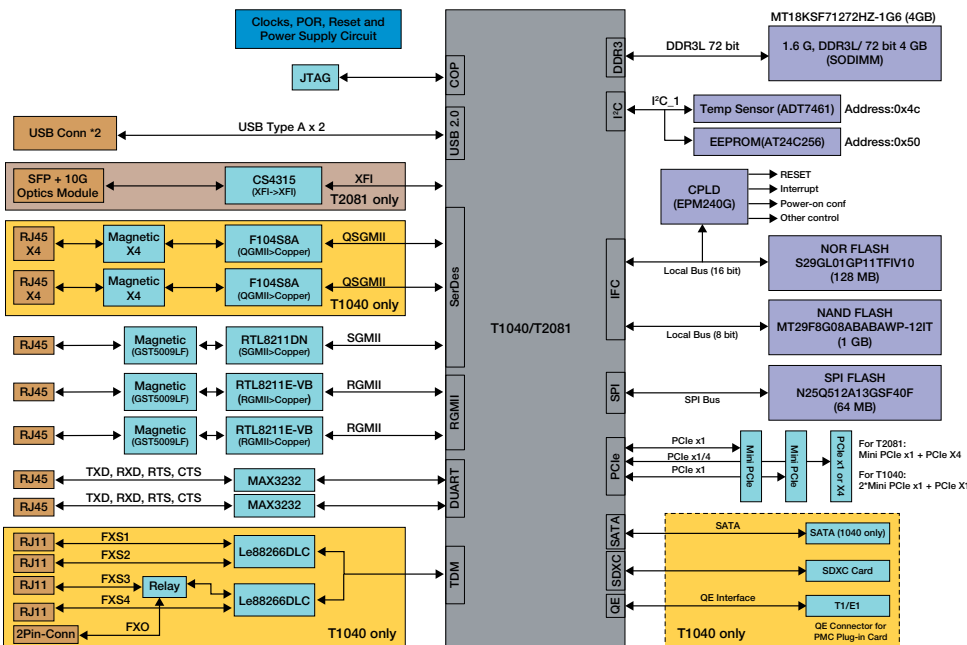 Clocks, POR, Reset and
Power Supply Circuit
JTAG
COP
USB Conn *2
USB Type A x 2
USB 2.0
SFP + 10G
Optics Module
CS4315
(XFI->XFI)
XFI
T2081 only
RJ45
X4
Magnetic
X4
F104S8A
(QGMII>Copper)
QSGMII
RJ45
X4
Magnetic
X4
F104S8A
(QGMII>Copper)
QSGMII
T1040 only
SerDes
RJ45
Magnetic
(GST5009LF)
RTL8211DN
(SGMII>Copper)
SGMII
RJ45
Magnetic
(GST5009LF)
RTL8211E-VB
(RGMII>Copper)
RGMII
RJ45
Magnetic
(GST5009LF)
RTL8211E-VB
(RGMII>Copper)
RGMII
RGMII
RJ45
TXD, RXD, RTS, CTS
MAX3232
RJ45
TXD, RXD, RTS, CTS
MAX3232
DUART
RJ11
FXS1
RJ11
FXS2
Le88266DLC
RJ11
FXS3
Relay
RJ11
FXS4
Le88266DLC
2Pin-Conn
FXO
T1040 only
TDM
T1040/T2081
MT18KSF71272HZ-1G6 (4GB)
DDR3
DDR3L 72 bit
1.6 G, DDR3L/ 72 bit 4 GB
(SODIMM)
I²C
I²C_1
Temp Sensor (ADT7461)
Address:0x4c
EEPROM(AT24C256)
Address:0x50
CPLD
(EPM240G)
RESET
Interrupt
Power-on conf
Other control
IFC
Local Bus (16 bit)
NOR FLASH
S29GL01GP11TFIV10
(128 MB)
Local Bus (8 bit)
NAND FLASH
MT29F8G08ABABAWP-12IT
(1 GB)
SPI
SPI Bus
SPI FLASH
N25Q512A13GSF40F
(64 MB)
PCIe
PCIe x1
PCIe x1/4
PCIe x1
Mini PCIe
Mini PCIe
PCIe x1 or X4
For T2081:
Mini PCIe x1 + PCIe X4
For T1040:
2*Mini PCIe x1 + PCIe X1
SATA
SATA
SATA (1040 only)
SDXC
SDXC Card
QE
QE Interface
T1/E1
T1040 only
QE Connector for
PMC Plug-in Card